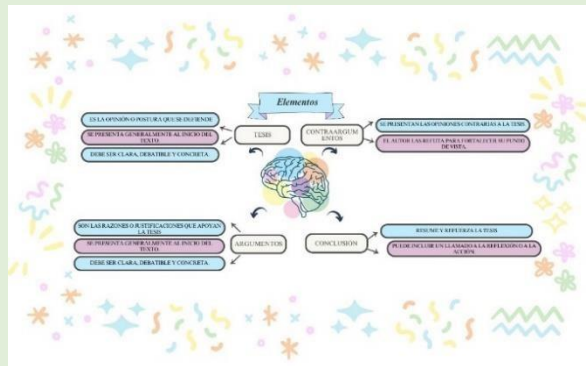 Elementos
ES LA OPINIÓN O POSTURA QUE SE DEFIENDE
SE PRESENTA GENERALMENTE AL INICIO DEL
TEXTO.
DEBE SER CLARA, DEBATIBLE Y CONCRETA
TESIS
CONTRAARGUM
ENTOS
SE PRESENTAN LAS OPINIONES CONTRARIAS A LA TESIS
EL AUTOR LAS REFUTA PARA FORTALECER SU PUNTO
DE VISTA.
SON LAS RAZONES O JUSTIFICACIONES QUE APOYAN
LA TESIS
SE PRESENTA GENERALMENTE AL INICIO DEL
TEXTO.
DEBE SER CLARA, DEBATIBLE Y CONCRETA
ARGUMENTOS
CONCLUSIÓN
RESUME Y REFUERZA LA TESIS
PUEDE INCLUIR UN LLAMADO A LA REFLEXIÓN O A LA
ACCIÓN.